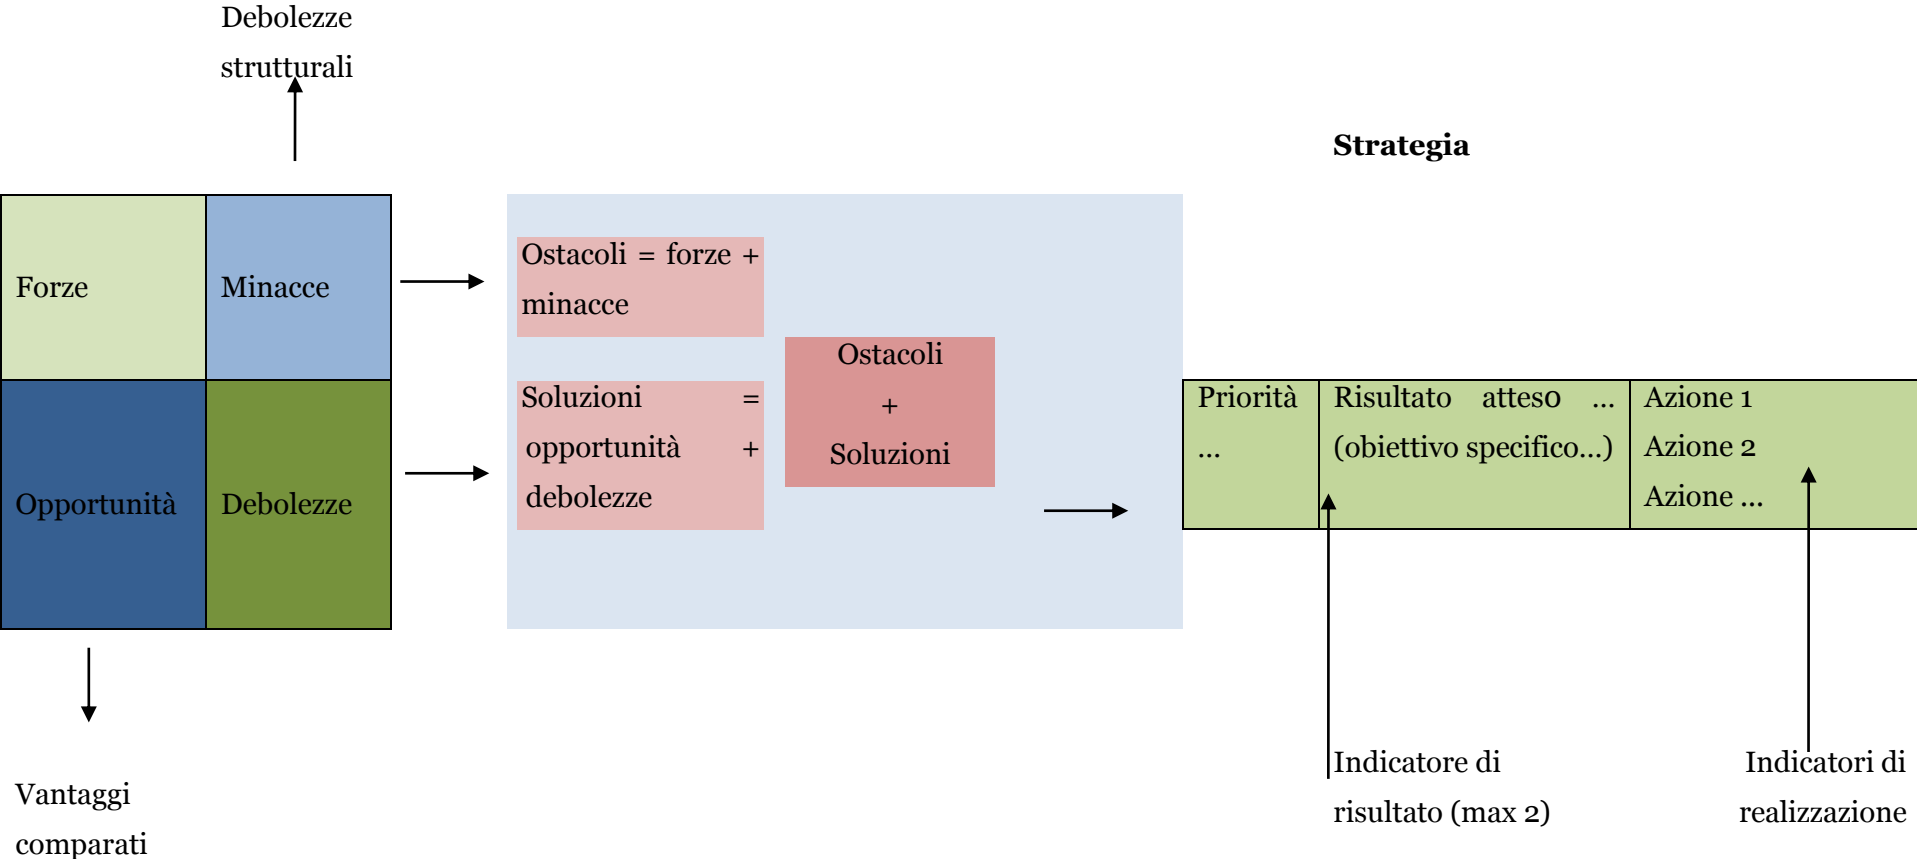 Debolezze
strutturali
Strategia
Forze
Minacce
Ostacoli = forze +
minacce
Ostacoli
+
Soluzioni
Soluzioni =
opportunità +
debolezze
Opportunità
Debolezze
Priorità
...
Risultato atteso ...
(obiettivo specifico...)
Azione 1
Azione 2
Azione ...
Vantaggi
comparati
Indicatore di
risultato (max 2)
Indicatori di
realizzazione